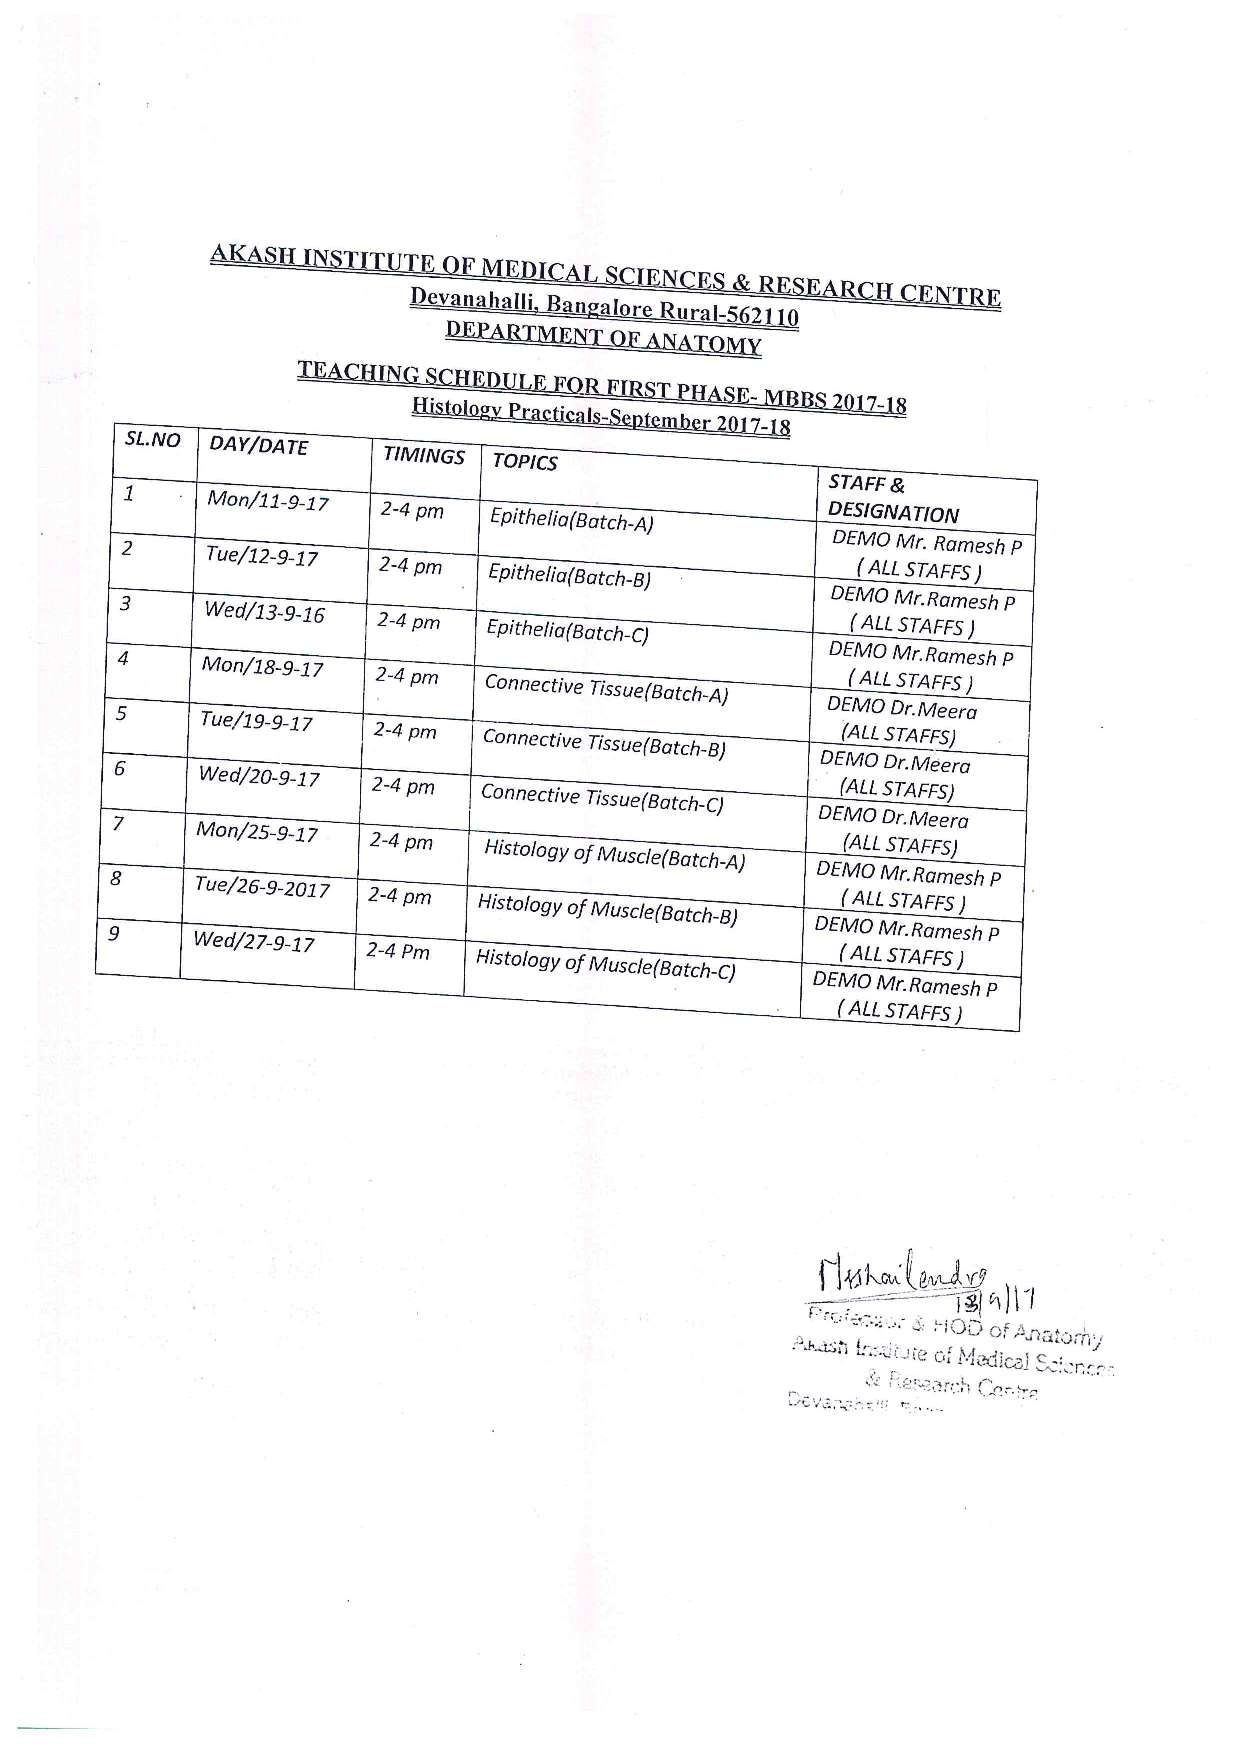 AKASH INSTITUTE OF MEDICAL SCIENCES & RESEARCH CENTRE
Devanahalli, Bangalore Rural-562110
DEPARTMENT OF ANATOMY
TEACHING SCHEDULE FOR FIRST PHASE- MBBS 2017-18
Histology Practicals-September 2017-18
SL.NO DAY/DATE TIMINGS TOPICS STAFF & DESIGNATION
1 Mon/11-9-17 2-4 pm Epithelia(Batch-A) DEMO Mr. Ramesh P ( ALL STAFFS )
2 Tue/12-9-17 2-4 pm Epithelia(Batch-B) DEMO Mr.Ramesh P ( ALL STAFFS )
3 Wed/13-9-16 2-4 pm Epithelia(Batch-C) DEMO Mr.Ramesh P ( ALL STAFFS )
4 Mon/18-9-17 2-4 pm Connective Tissue(Batch-A) DEMO Dr.Meera (ALL STAFFS)
5 Tue/19-9-17 2-4 pm Connective Tissue(Batch-B) DEMO Dr.Meera (ALL STAFFS)
6 Wed/20-9-17 2-4 pm Connective Tissue(Batch-C) DEMO Dr.Meera (ALL STAFFS)
7 Mon/25-9-17 2-4 pm Histology of Muscle(Batch-A) DEMO Mr.Ramesh P ( ALL STAFFS )
8 Tue/26-9-2017 2-4 pm Histology of Muscle(Batch-B) DEMO Mr.Ramesh P ( ALL STAFFS )
9 Wed/27-9-17 2-4 Pm Histology of Muscle(Batch-C) DEMO Mr.Ramesh P ( ALL STAFFS )
Professor & HOD of Anatomy
Akash Institute of Medical Sciences
& Research Centre